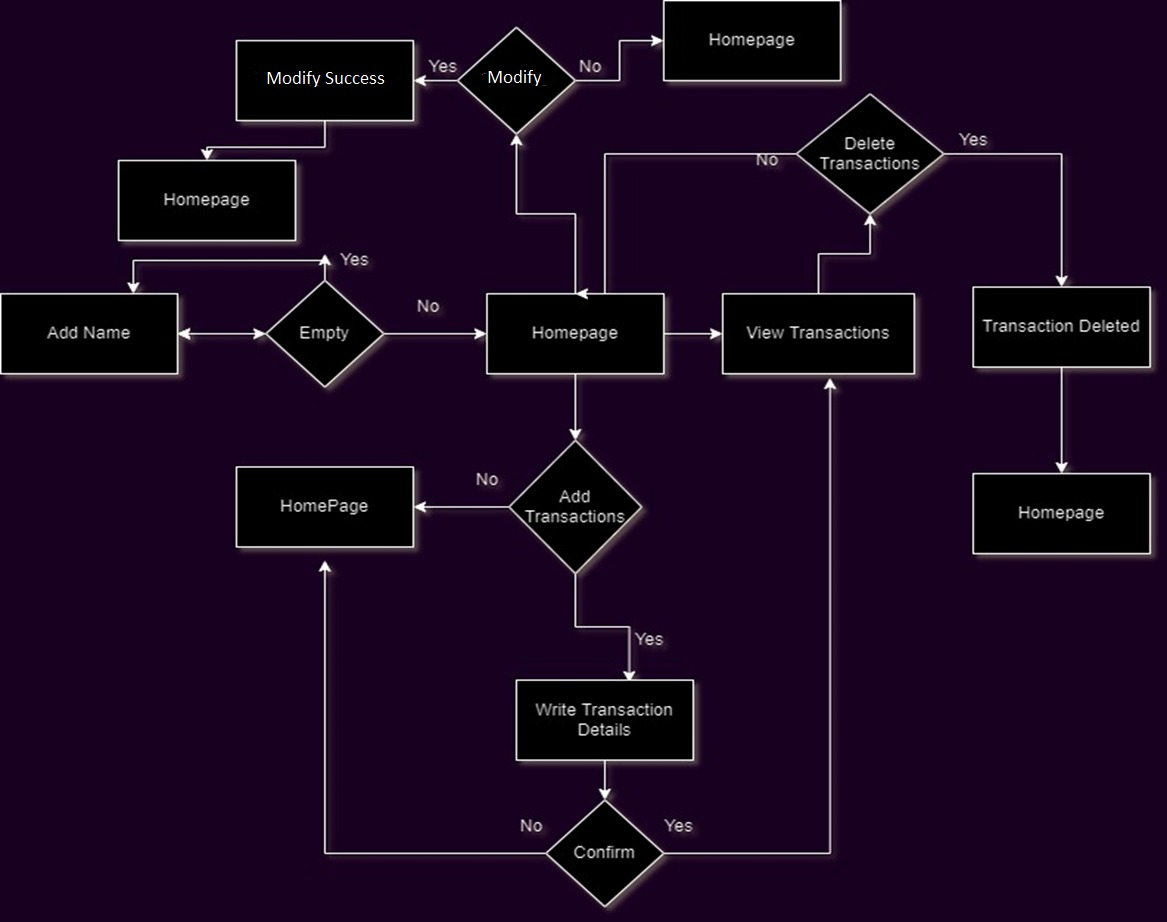 Homepage
Yes
Modify
No
Modify Success
Delete
Transactions
Yes
No
Homepage
Yes
Add Name
Empty
No
Homepage
View Transactions
Transaction Deleted
No
HomePage
Add
Transactions
Homepage
Yes
Write Transaction
Details
No
Yes
Confirm